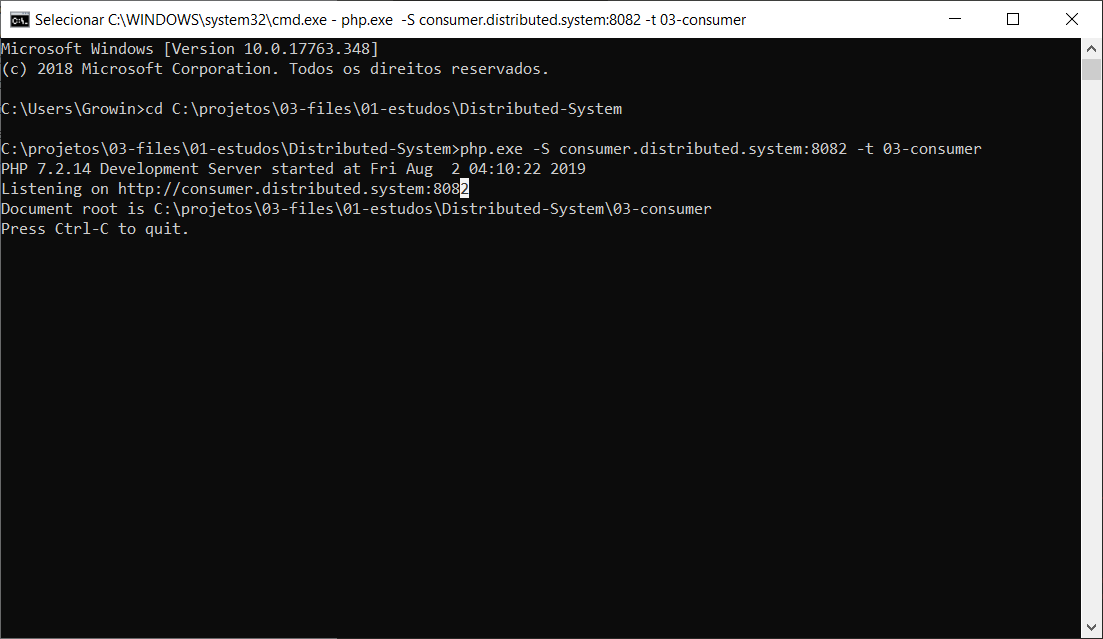 Selecionar C:\WINDOWS\system32\cmd.exe - php.exe  -S consumer.distributed.system:8082 -t 03-consumer
Microsoft Windows [Version 10.0.17763.348]
(c) 2018 Microsoft Corporation. Todos os direitos reservados.
C:\Users\Growin>cd C:\projetos\03-files\01-estudos\Distributed-System
C:\projetos\03-files\01-estudos\Distributed-System>php.exe -S consumer.distributed.system:8082 -t 03-consumer
PHP 7.2.14 Development Server started at Fri Aug  2 04:10:22 2019
Listening on http://consumer.distributed.system:8082
Document root is C:\projetos\03-files\01-estudos\Distributed-System\03-consumer
Press Ctrl-C to quit.